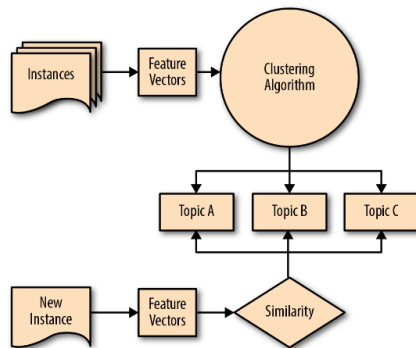 Instances
Feature
Vectors
Clustering
Algorithm
Topic A
Topic B
Topic C
New
Instance
Feature
Vectors
Similarity